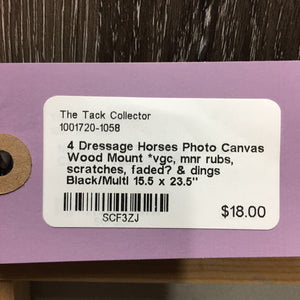 The Tack Collector
1001720-1058
4 Dressage Horses Photo Canvas
Wood Mount *vgc, mnr rubs,
scratches, faded? & dings
Black/Multi 15.5 x 23.5"
SCF3ZJ
$18.00